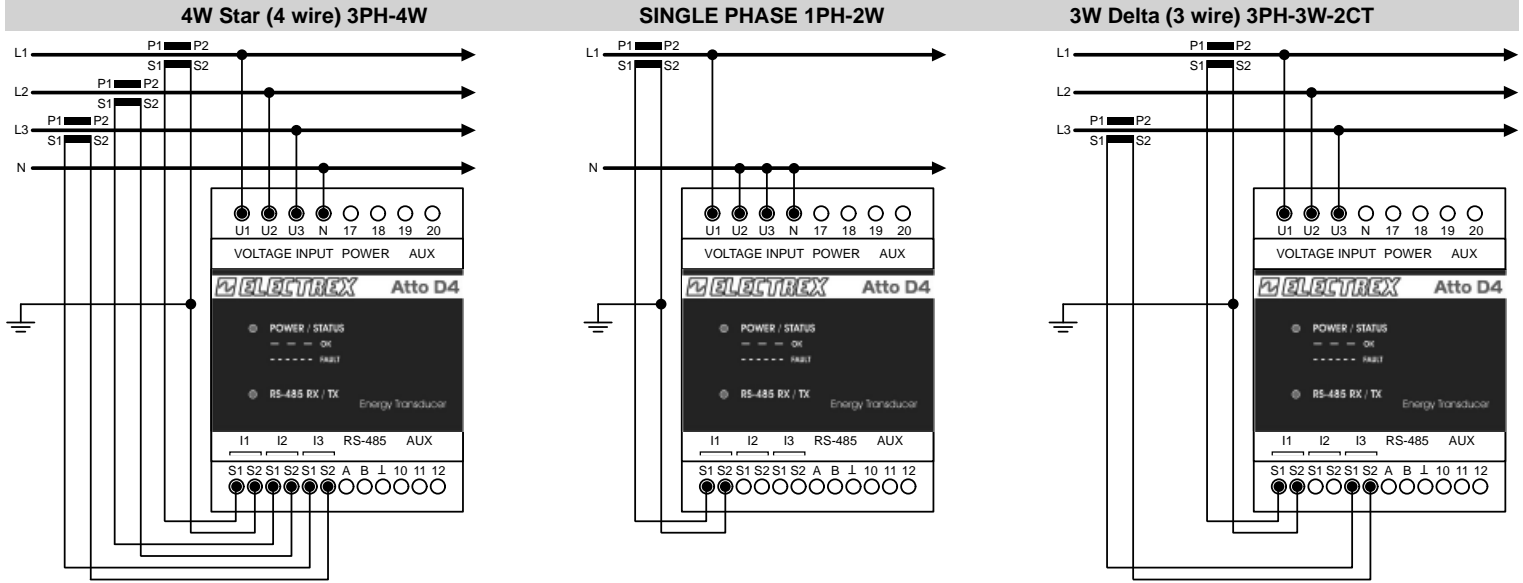 4W Star (4 wire) 3PH-4W
SINGLE PHASE 1PH-2W
3W Delta (3 wire) 3PH-3W-2CT
L1
P1 P2
S1 S2
L2
P1 P2
S1 S2
L3
P1 P2
S1 S2
N
U1 U2 U3 N 17 18 19 20
VOLTAGE INPUT POWER AUX
ELECTREX Atto D4
POWER / STATUS
OK
FAULT
RS-485 RX / TX
Energy Transducer
I1 I2 I3 RS-485 AUX
S1 S2 S1 S2 S1 S2 A B ⊥ 10 11 12
L1
P1 P2
S1 S2
N
U1 U2 U3 N 17 18 19 20
VOLTAGE INPUT POWER AUX
ELECTREX Atto D4
POWER / STATUS
OK
FAULT
RS-485 RX / TX
Energy Transducer
I1 I2 I3 RS-485 AUX
S1 S2 S1 S2 S1 S2 A B ⊥ 10 11 12
L1
P1 P2
S1 S2
L2
L3
P1 P2
S1 S2
U1 U2 U3 N 17 18 19 20
VOLTAGE INPUT POWER AUX
ELECTREX Atto D4
POWER / STATUS
OK
FAULT
RS-485 RX / TX
Energy Transducer
I1 I2 I3 RS-485 AUX
S1 S2 S1 S2 S1 S2 A B ⊥ 10 11 12